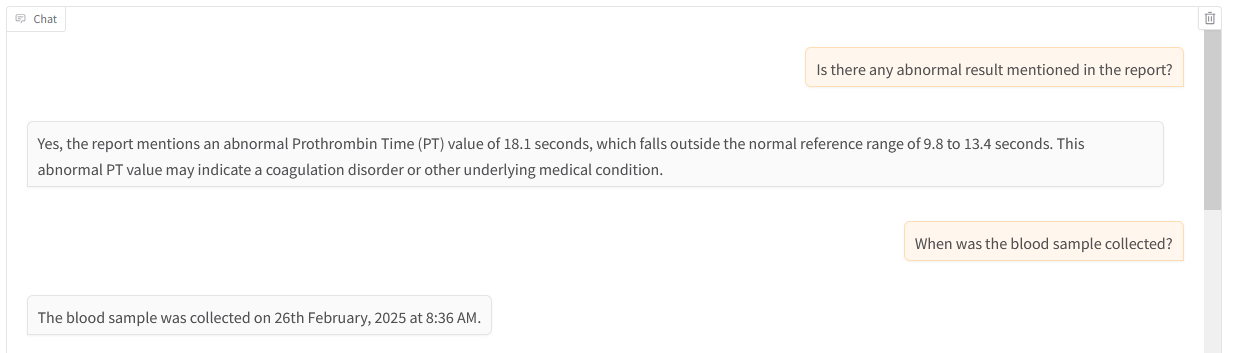 Chat
Is there any abnormal result mentioned in the report?
Yes, the report mentions an abnormal Prothrombin Time (PT) value of 18.1 seconds, which falls outside the normal reference range of 9.8 to 13.4 seconds. This
abnormal PT value may indicate a coagulation disorder or other underlying medical condition.
When was the blood sample collected?
The blood sample was collected on 26th February, 2025 at 8:36 AM.